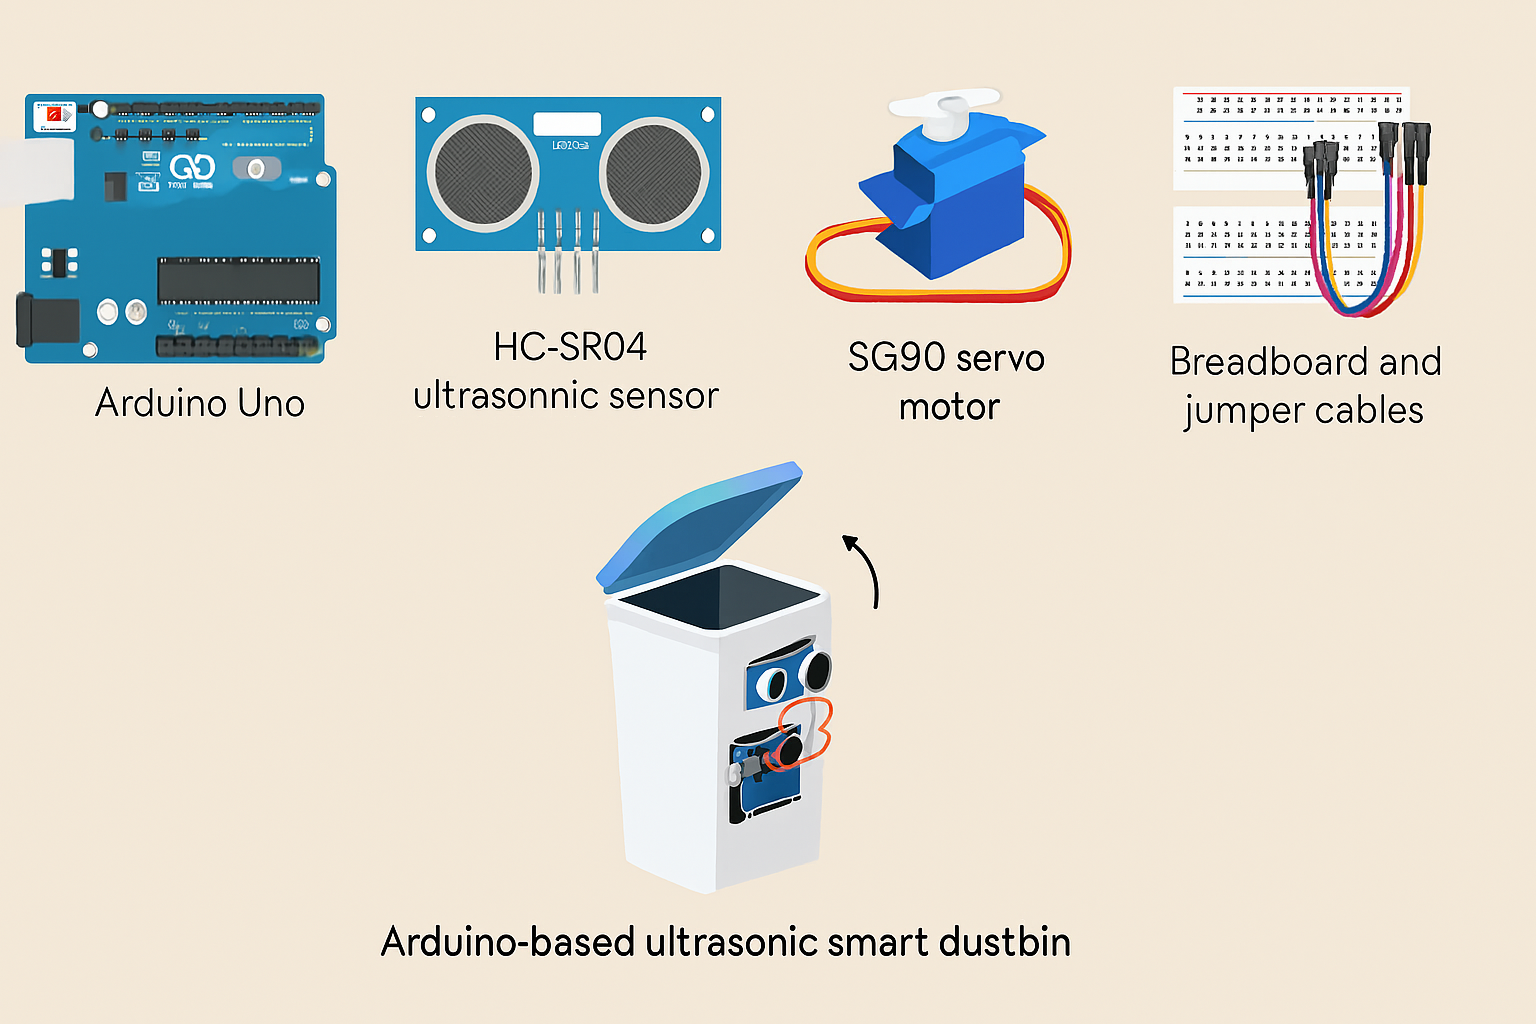 Arduino Uno
HC-SR04
ultrasonnic sensor
SG90 servo
motor
Breadboard and
jumper cables
Arduino-based ultrasonic smart dustbin